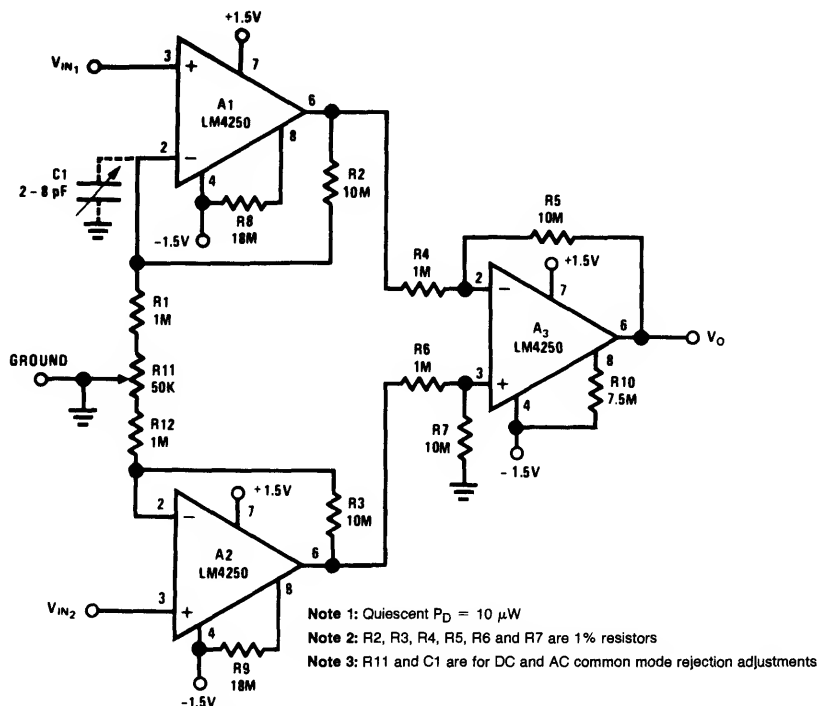 +1.5V
VIN1
3
+
7
A1
LM4250
6
8
2
−
4
C1
2 – 8 pF
R8
18M
−1.5V
R2
10M
R1
1M
GROUND
R11
50K
R12
1M
R4
1M
R5
10M
+1.5V
2
−
7
A3
LM4250
6
VO
R6
1M
3
+
8
4
R10
7.5M
R7
10M
− 1.5V
+ 1.5V
2
−
7
R3
10M
A2
LM4250
6
8
VIN2
3
+
4
R9
18M
−1.5V
Note 1: Quiescent PD = 10 μW
Note 2: R2, R3, R4, R5, R6 and R7 are 1% resistors
Note 3: R11 and C1 are for DC and AC common mode rejection adjustments